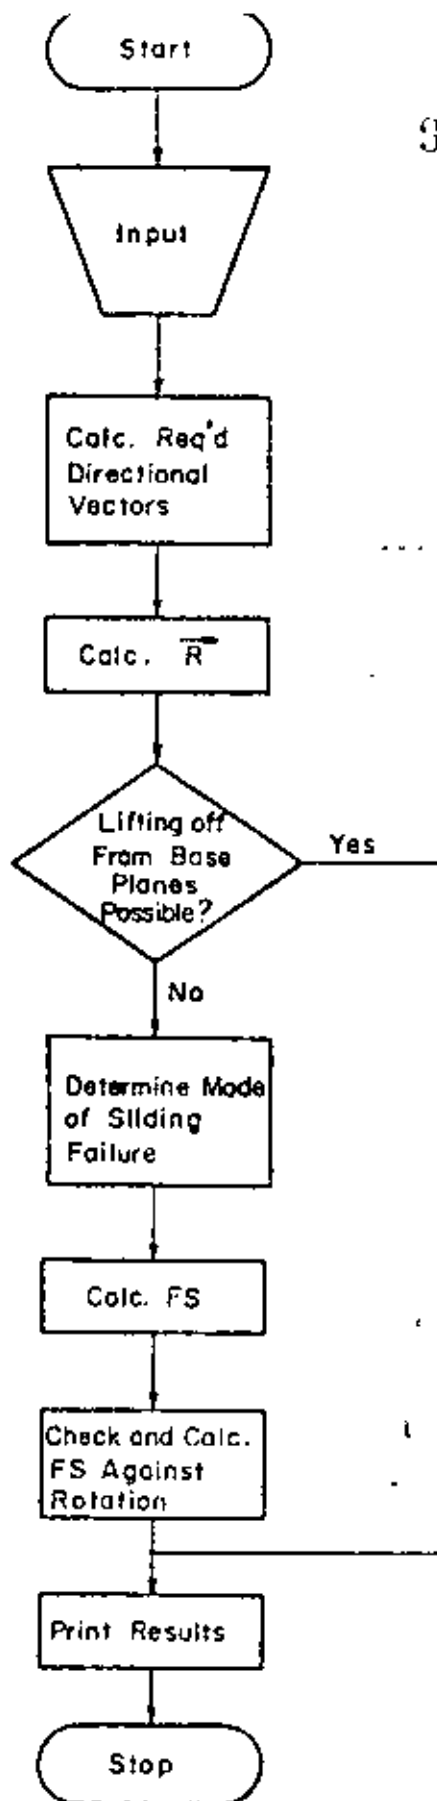 Start
Input
Calc. Req'd
Directional
Vectors
Calc. R
Lifting off
From Base
Planes
Possible?
Yes
No
Determine Mode
of Sliding
Failure
Calc. FS
Check and Calc.
FS Against
Rotation
Print Results
Stop